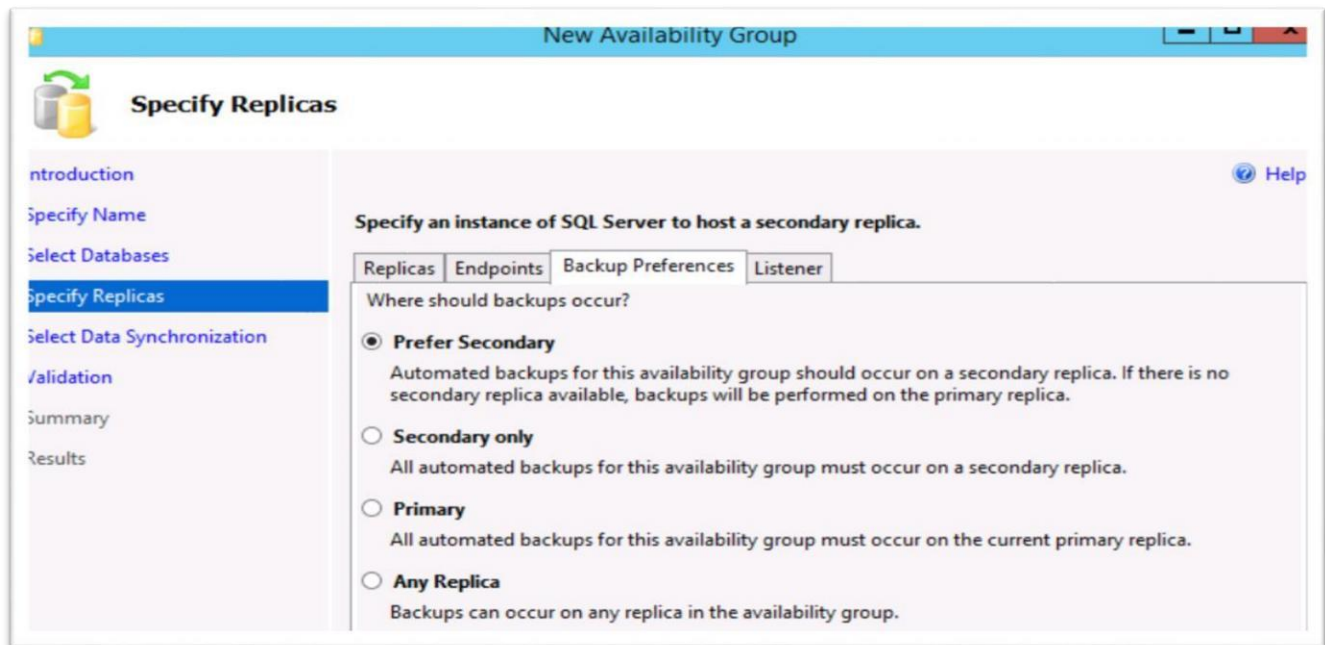 New Availability Group
Specify Replicas
ntroduction
Specify Name
Select Databases
Specify Replicas
Select Data Synchronization
Validation
Summary
Results
Help
Specify an instance of SQL Server to host a secondary replica.
Replicas Endpoints Backup Preferences Listener
Where should backups occur?
Prefer Secondary
Automated backups for this availability group should occur on a secondary replica. If there is no
secondary replica available, backups will be performed on the primary replica.
Secondary only
All automated backups for this availability group must occur on a secondary replica.
Primary
All automated backups for this availability group must occur on the current primary replica.
Any Replica
Backups can occur on any replica in the availability group.